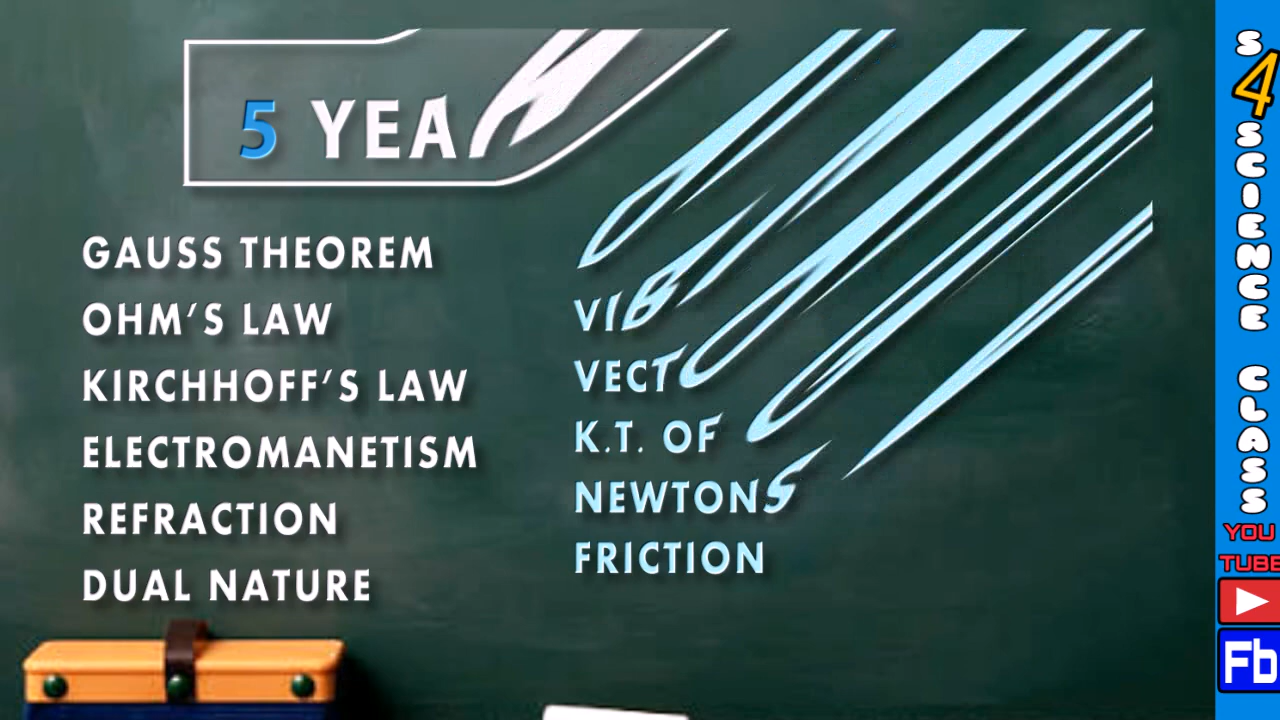 5 YEA
GAUSS THEOREM
OHM'S LAW
KIRCHHOFF'S LAW
ELECTROMANETISM
REFRACTION
DUAL NATURE
VIB
VECT
K.T. OF
NEWTONS
FRICTION
S
4
SCIENCE
CLASS
YOU
TUBE
Fb